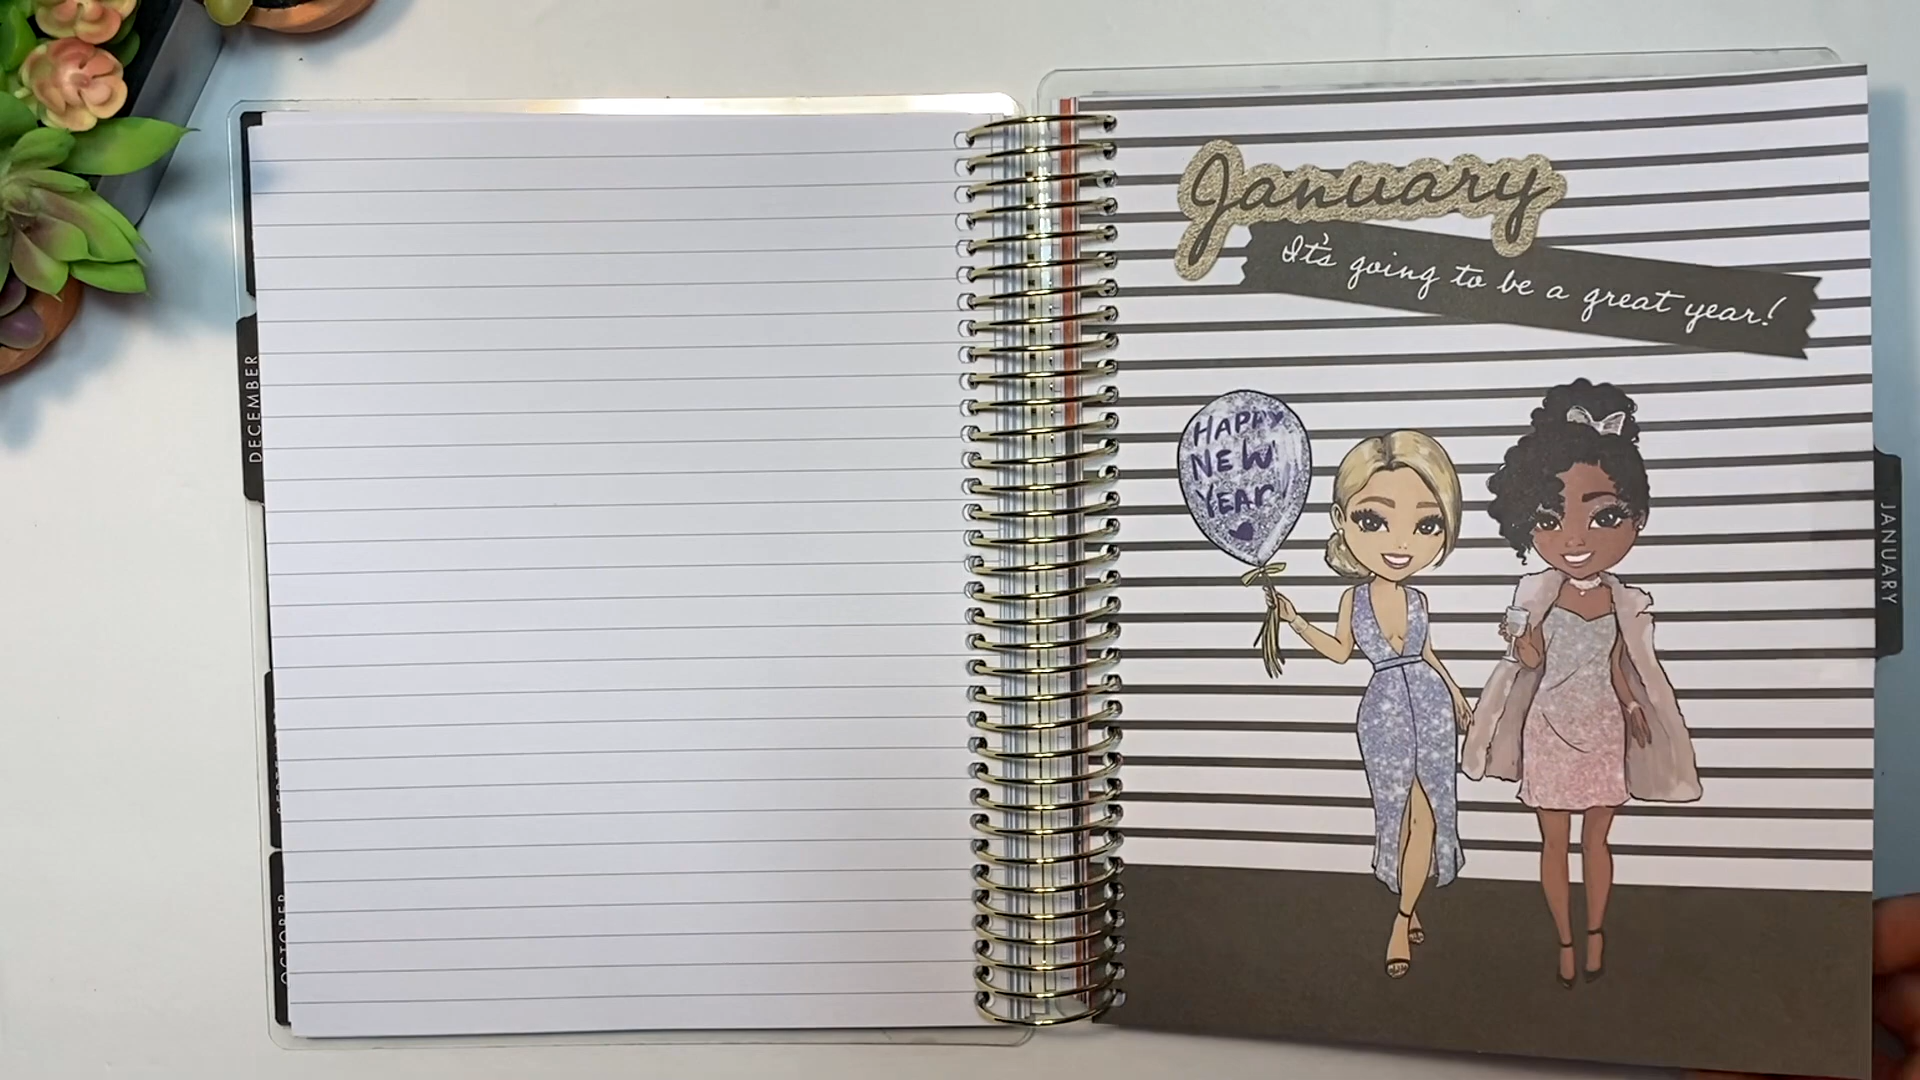 DECEMBER
OCTOBER
January
It's going to be a great year!
HAPPY
NEW
YEAR!
JANUARY